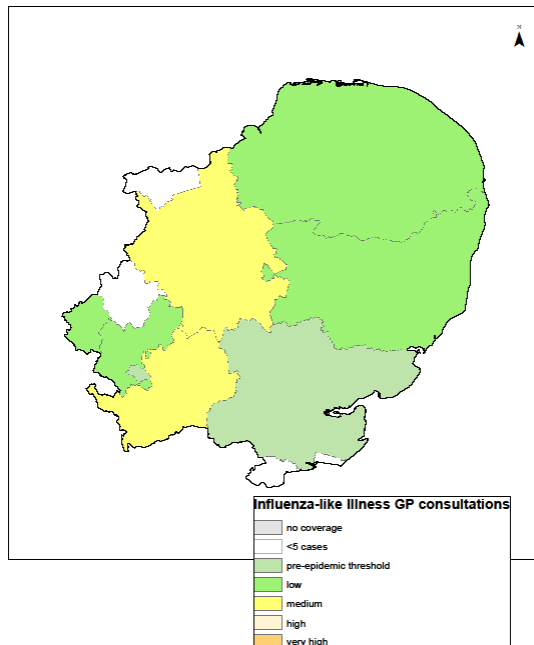 N
Influenza-like Illness GP consultations
no coverage
<5 cases
pre-epidemic threshold
low
medium
high
very high